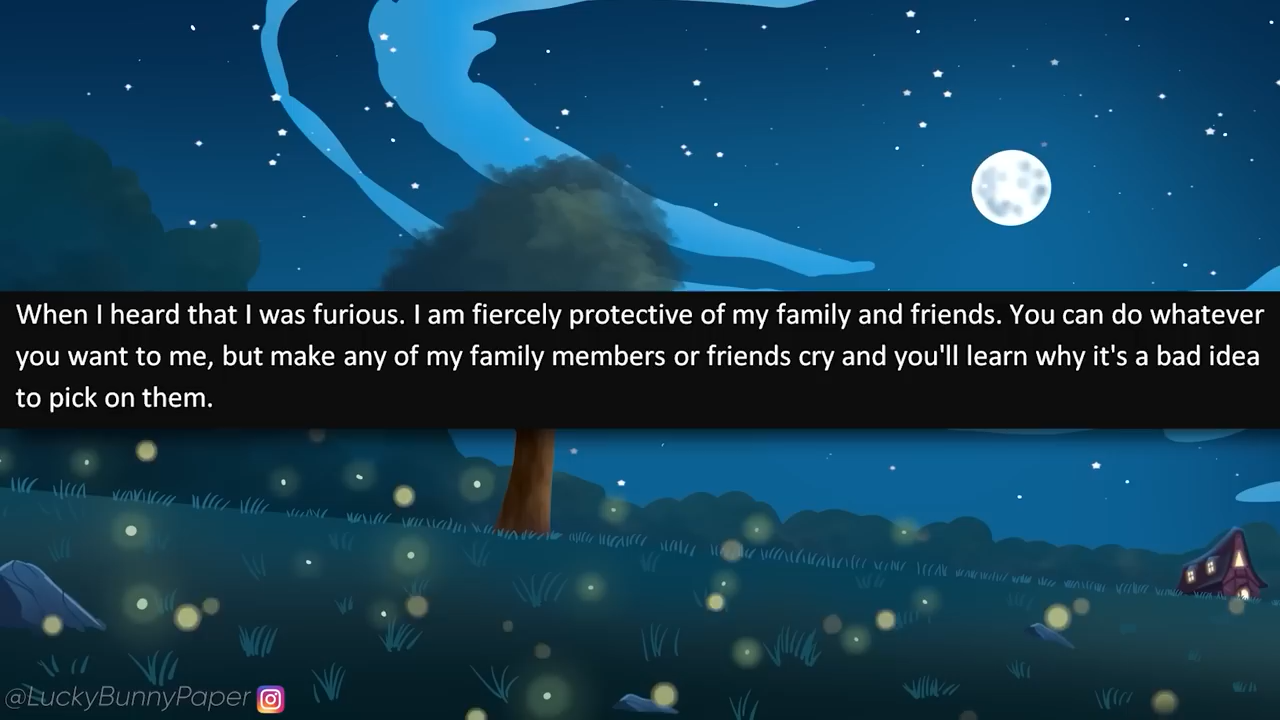 When I heard that I was furious. I am fiercely protective of my family and friends. You can do whatever
you want to me, but make any of my family members or friends cry and you'll learn why it's a bad idea
to pick on them.
@LuckyBunnyPaper